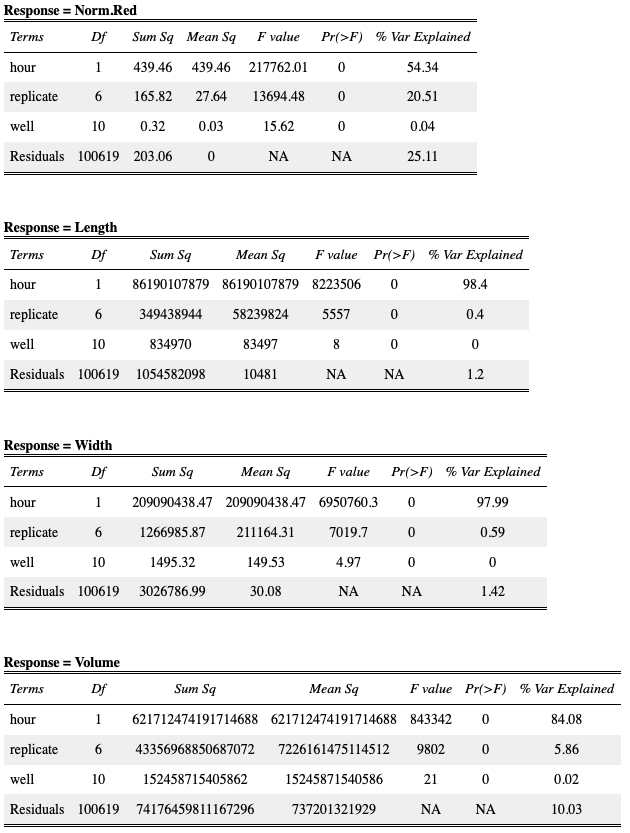 Response = Norm.Red
Terms Df Sum Sq Mean Sq F value Pr(>F) % Var Explained
hour 1 439.46 439.46 217762.01 0 54.34
replicate 6 165.82 27.64 13694.48 0 20.51
well 10 0.32 0.03 15.62 0 0.04
Residuals 100619 203.06 0 NA NA 25.11
Response = Length
Terms Df Sum Sq Mean Sq F value Pr(>F) % Var Explained
hour 1 86190107879 86190107879 8223506 0 98.4
replicate 6 349438944 58239824 5557 0 0.4
well 10 834970 83497 8 0 0
Residuals 100619 1054582098 10481 NA NA 1.2
Response = Width
Terms Df Sum Sq Mean Sq F value Pr(>F) % Var Explained
hour 1 209090438.47 209090438.47 6950760.3 0 97.99
replicate 6 1266985.87 211164.31 7019.7 0 0.59
well 10 1495.32 149.53 4.97 0 0
Residuals 100619 3026786.99 30.08 NA NA 1.42
Response = Volume
Terms Df Sum Sq Mean Sq F value Pr(>F) % Var Explained
hour 1 621712474191714688 621712474191714688 843342 0 84.08
replicate 6 43356968850687072 7226161475114512 9802 0 5.86
well 10 152458715405862 15245871540586 21 0 0.02
Residuals 100619 74176459811167296 737201321929 NA NA 10.03